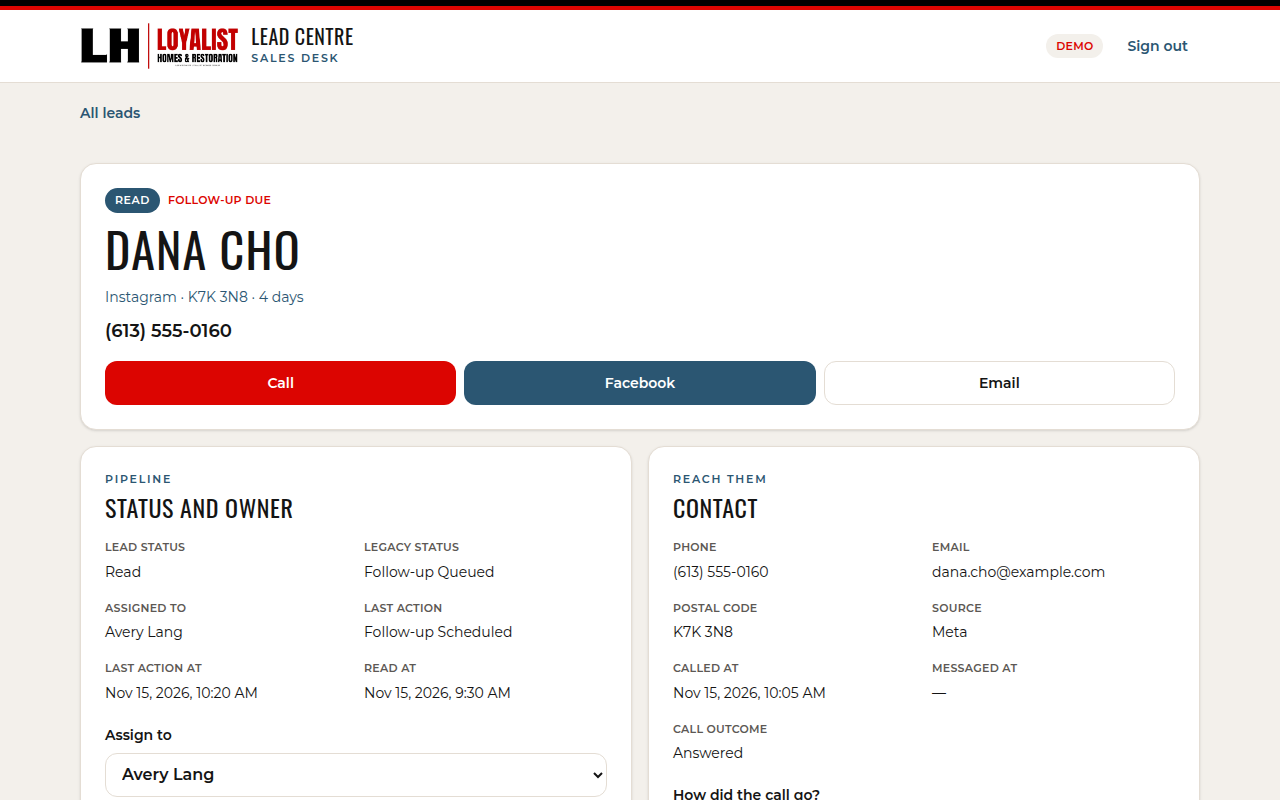 LH LOYALIST
HOMES & RESTORATION
LEAD CENTRE
SALES DESK
DEMO
Sign out
All leads
READ
FOLLOW-UP DUE
DANA CHO
Instagram · K7K 3N8 · 4 days
(613) 555-0160
Call
Facebook
Email
PIPELINE
STATUS AND OWNER
LEAD STATUS
LEGACY STATUS
Read
Follow-up Queued
ASSIGNED TO
LAST ACTION
Avery Lang
Follow-up Scheduled
LAST ACTION AT
READ AT
Nov 15, 2026, 10:20 AM
Nov 15, 2026, 9:30 AM
Assign to
Avery Lang
REACH THEM
CONTACT
PHONE
EMAIL
(613) 555-0160
dana.cho@example.com
POSTAL CODE
SOURCE
K7K 3N8
Meta
CALLED AT
MESSAGED AT
Nov 15, 2026, 10:05 AM
—
CALL OUTCOME
Answered
How did the call go?